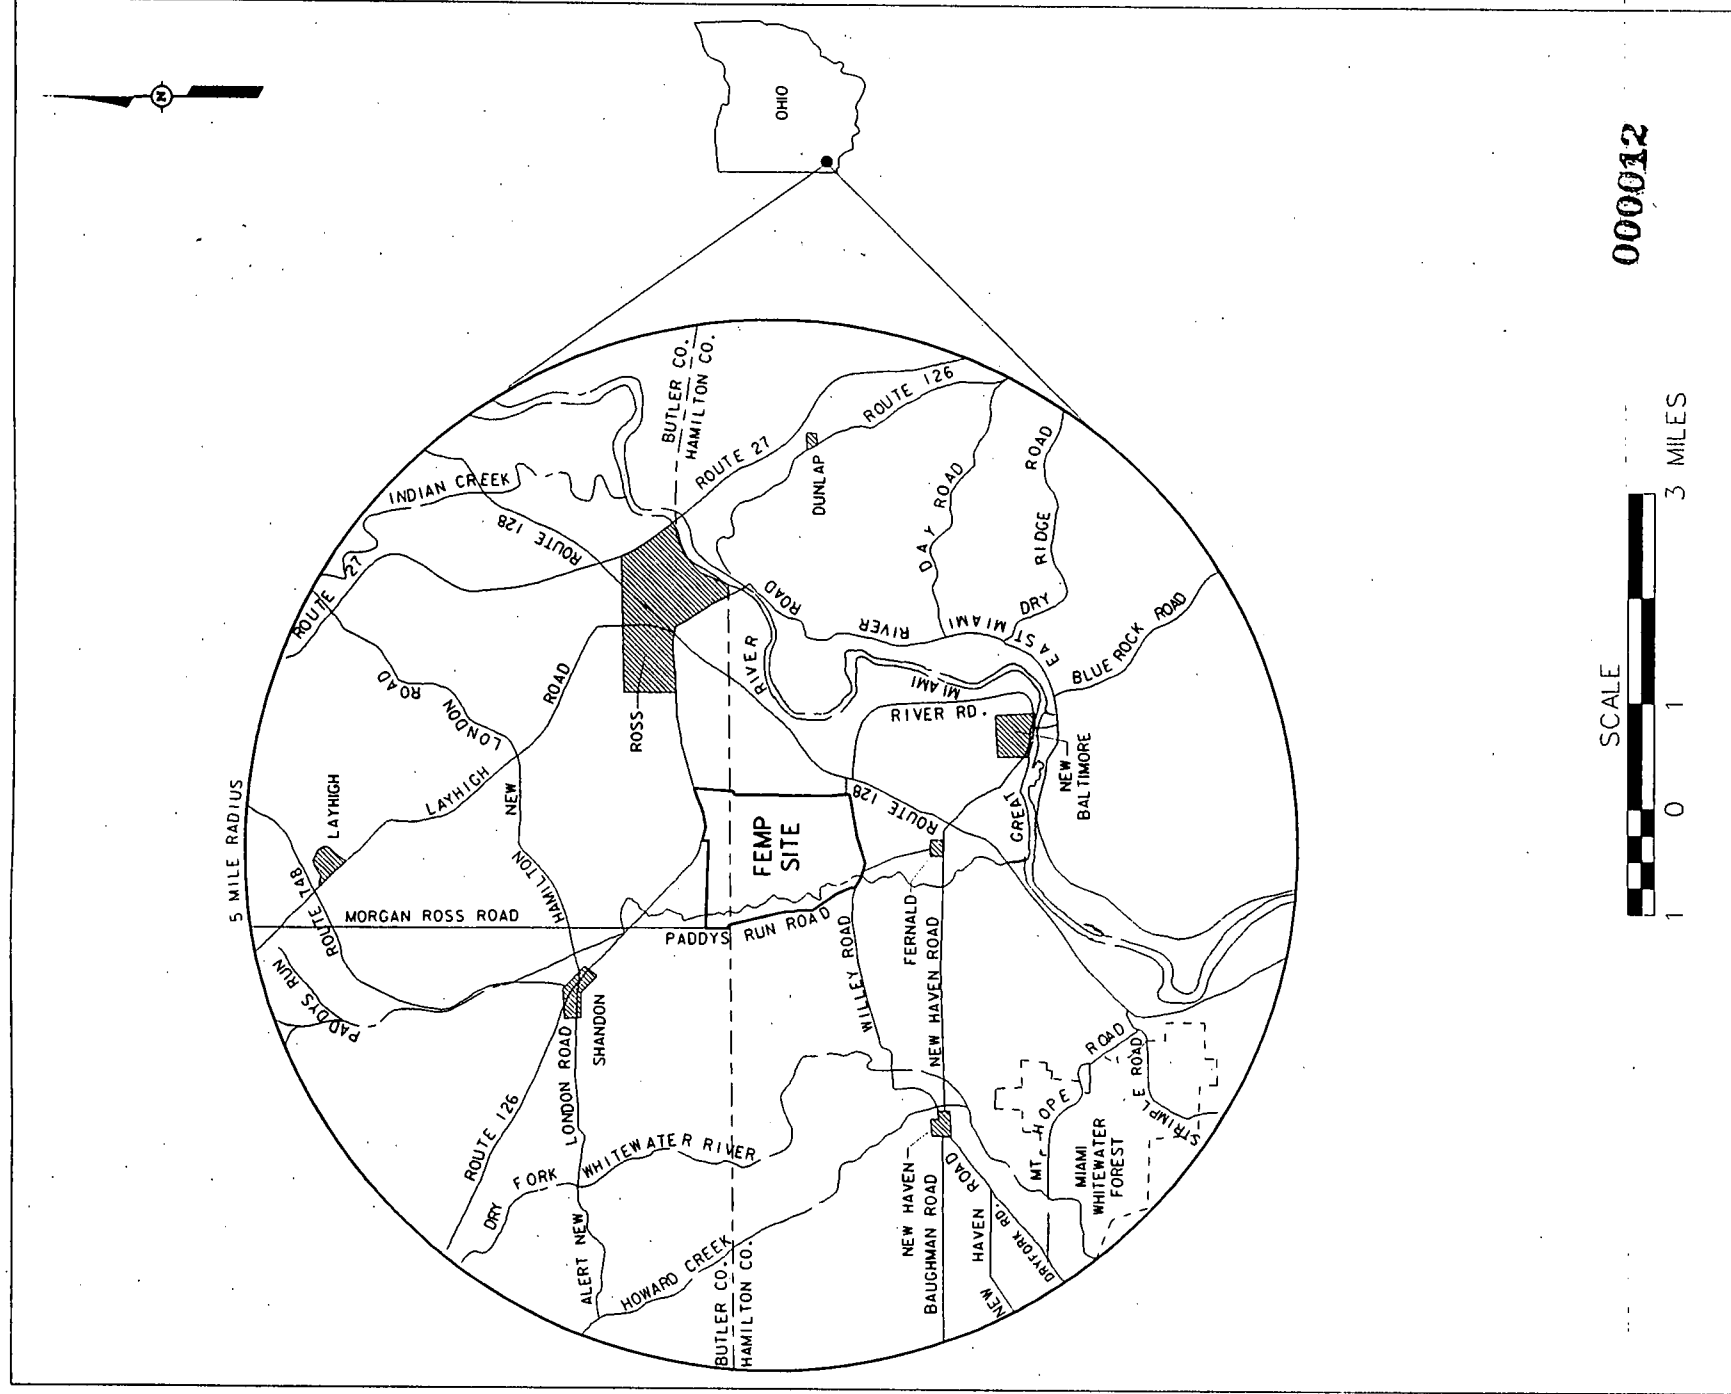 N
OHIO
000012
5 MILE RADIUS
BUTLER CO.
HAMILTON CO.
INDIAN CREEK
ROUTE 128
ROUTE 27
ROUTE 27
ROUTE 126
DUNLAP
DAY ROAD
DRY RIDGE ROAD
EAST MIAMI RIVER ROAD
BLUE ROCK ROAD
ROSS
LAYHIGH ROAD
LAYHIGH
NEW LONDON ROAD
HAMILTON
ROUTE 748
MORGAN ROSS ROAD
PADDYS RUN
PADDYS RUN ROAD
FEMP
SITE
GREAT MIAMI RIVER
RIVER RD.
NEW
BALTIMORE
ROUTE 128
FERNALD
NEW HAVEN ROAD
WILLEY ROAD
SHANDON
ROUTE 126
ALERT NEW LONDON ROAD
DRY FORK WHITEWATER RIVER
HOWARD CREEK
BUTLER CO.
HAMILTON CO.
NEW HAVEN
BAUGHMAN ROAD
NEW HAVEN ROAD
DRYFORK RD.
MT. HOPE ROAD
STRIMPLE ROAD
MIAMI
WHITEWATER
FOREST
SCALE
1 0 1 3 MILES